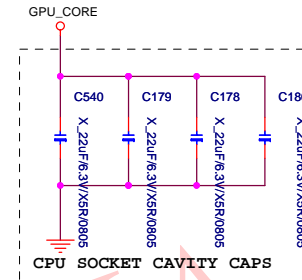 GPU_CORE
C540
C179
C178
X_22uF/6.3V/X5R/0805
X_22uF/6.3V/X5R/0805
X_22uF/6.3V/X5R/0805
CPU SOCKET CAVITY CAPS